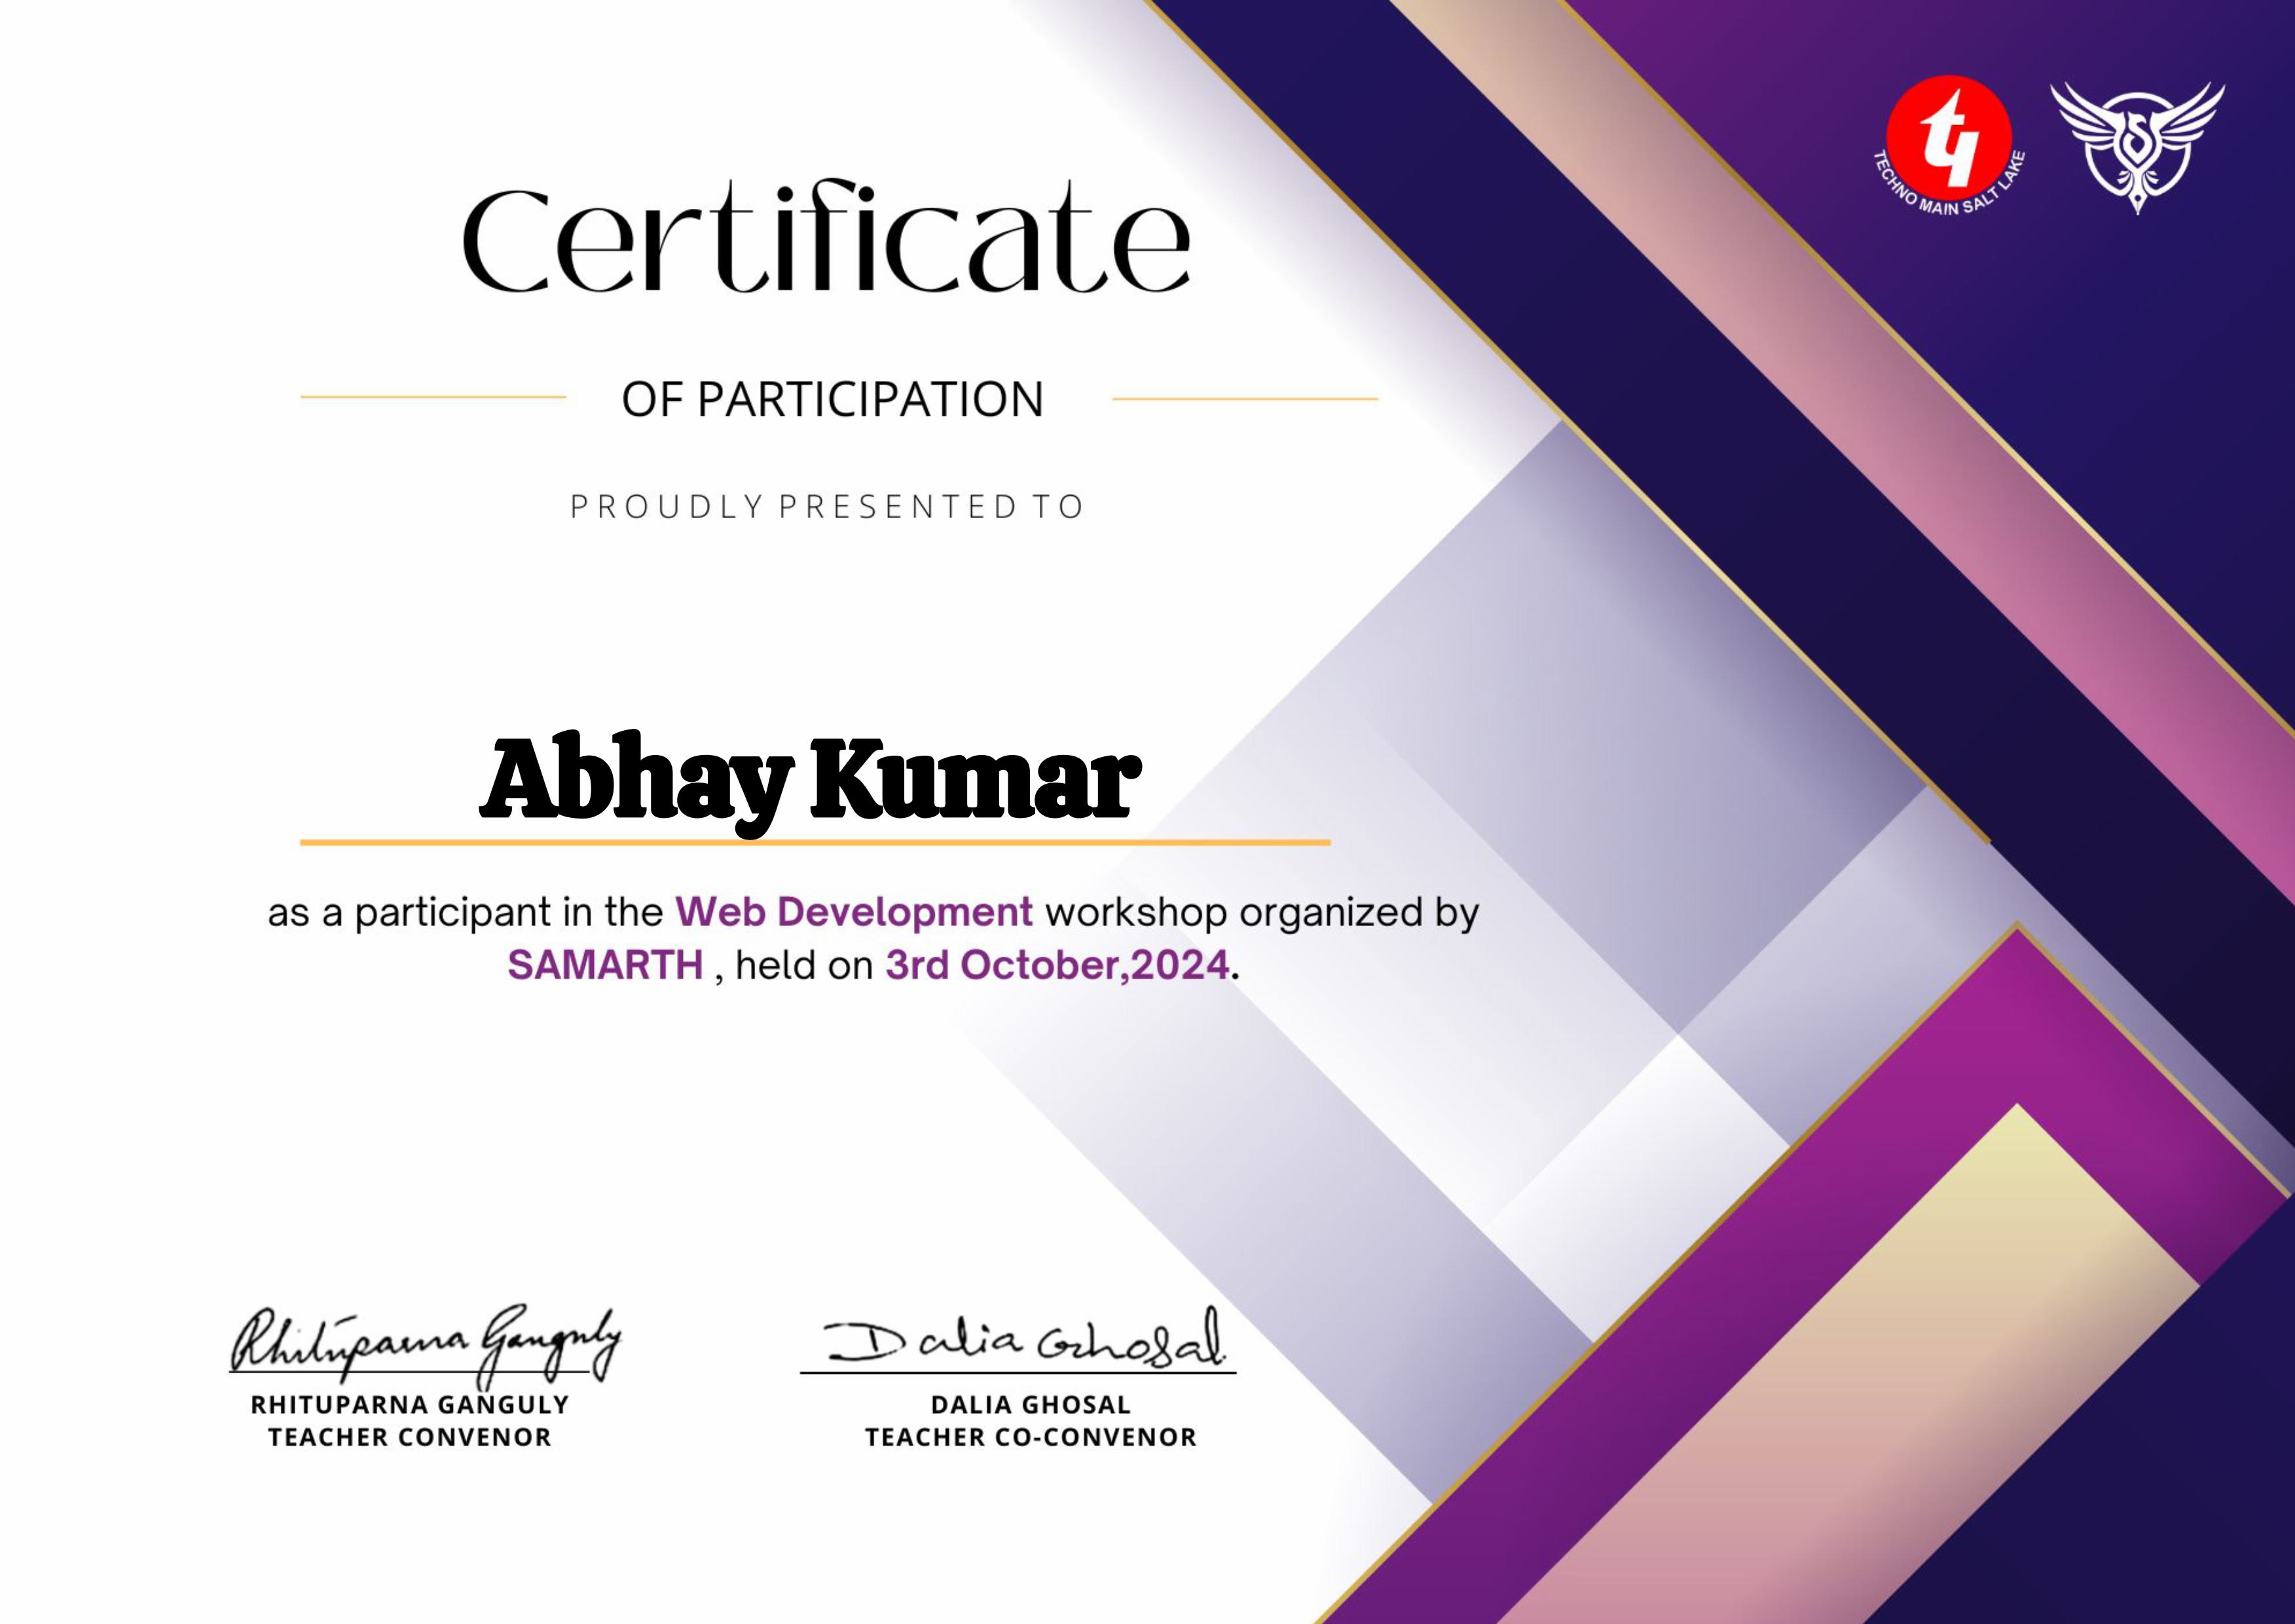 Certificate
OF PARTICIPATION
PROUDLY PRESENTED TO
Abhay Kumar
as a participant in the Web Development workshop organized by
SAMARTH , held on 3rd October,2024.
Rhituparna Ganguly
RHITUPARNA GANGULY
TEACHER CONVENOR
Dalia Ghosal
DALIA GHOSAL
TEACHER CO-CONVENOR
TECHNO MAIN SALT LAKE